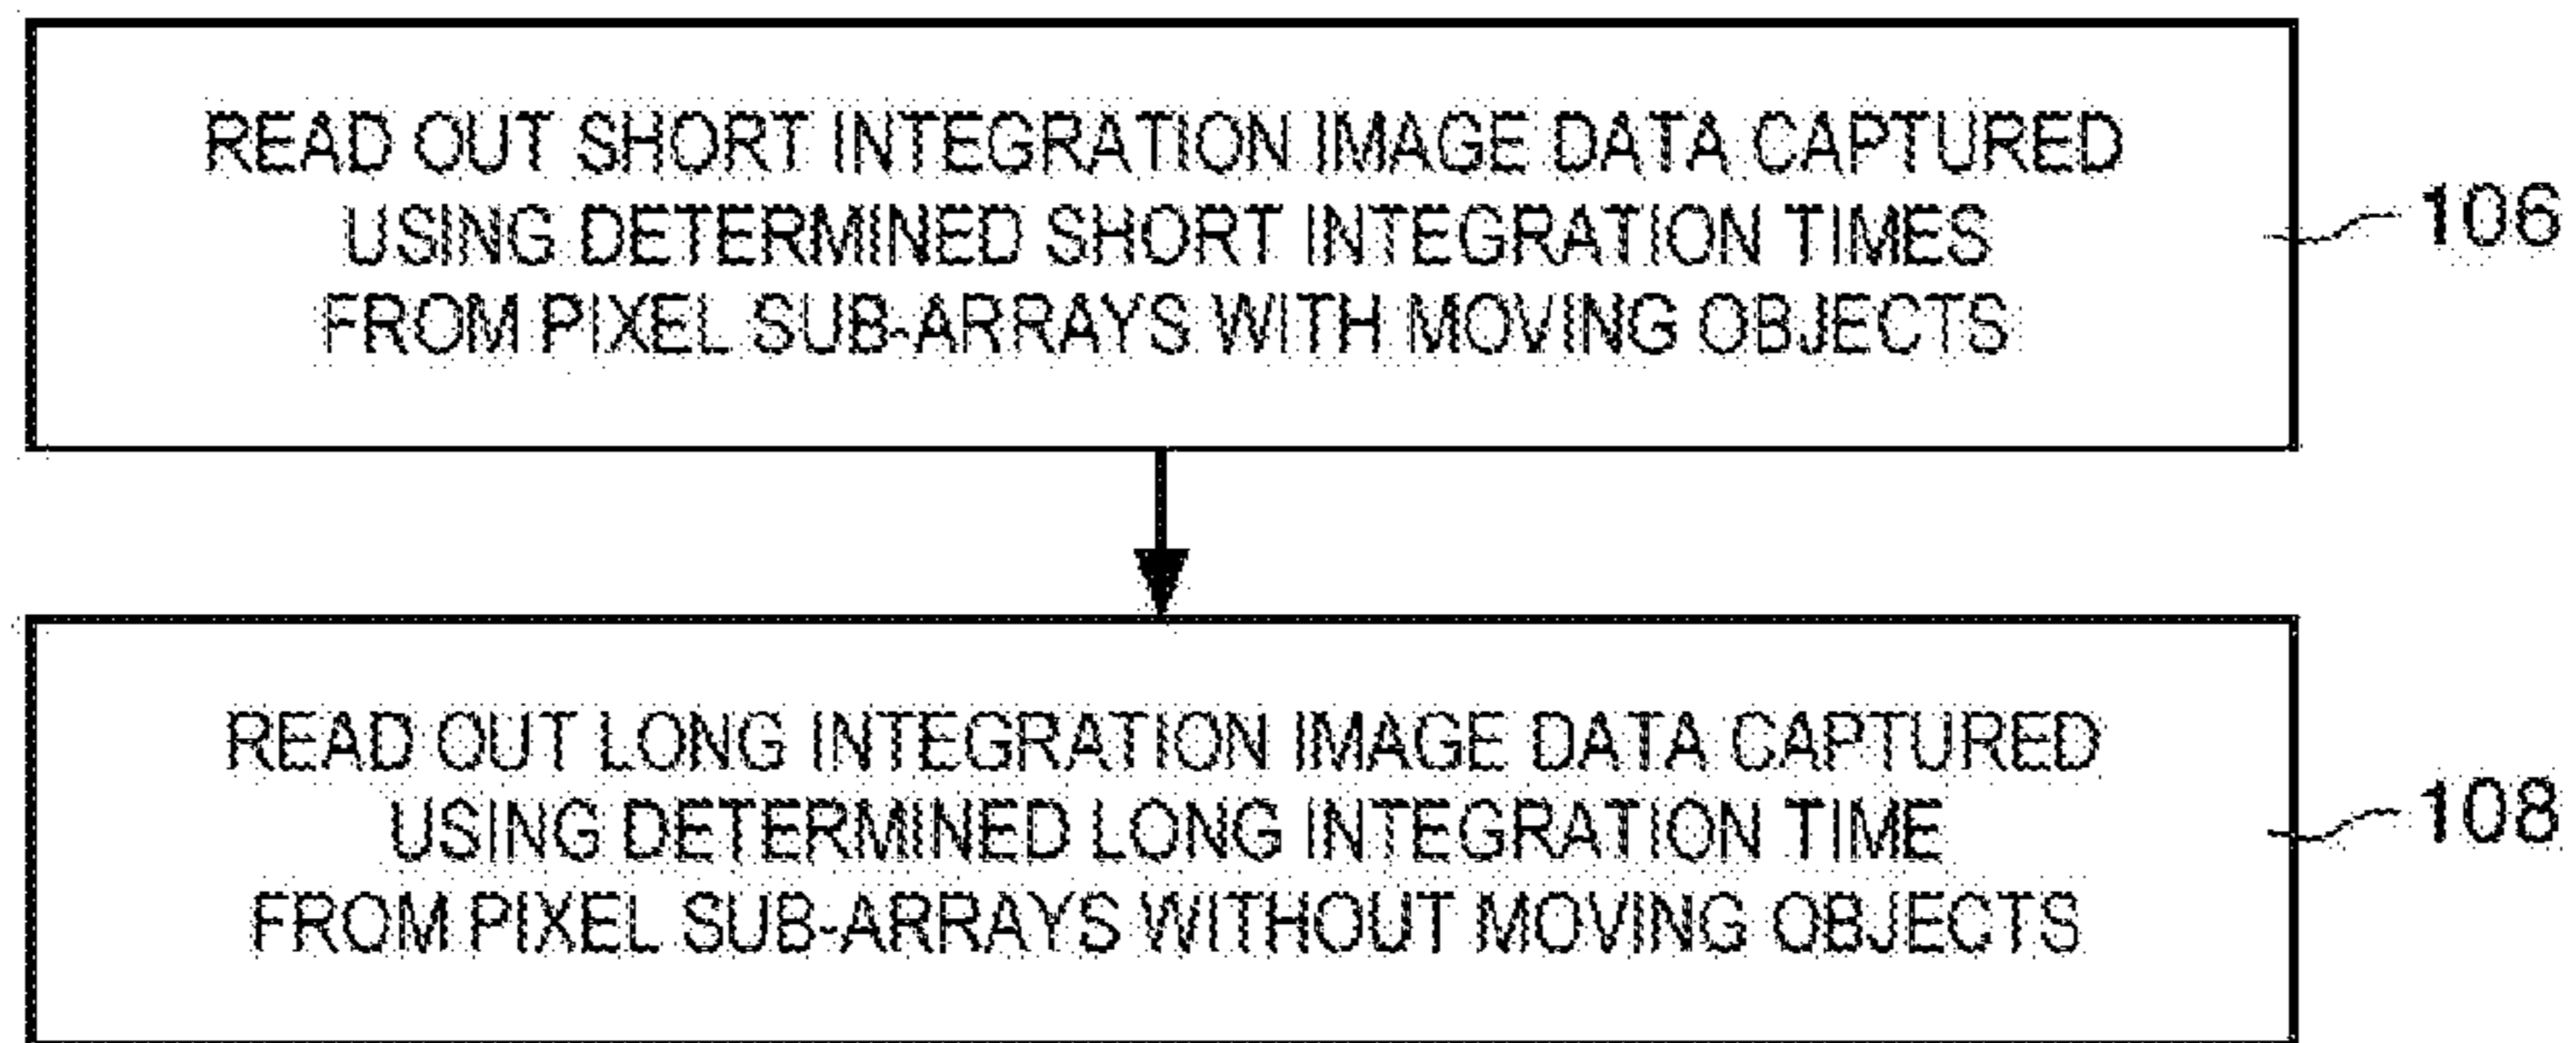 READ OUT SHORT INTEGRATION IMAGE DATA CAPTURED
USING DETERMINED SHORT INTEGRATION TIMES
FROM PIXEL SUB-ARRAYS WITH MOVING OBJECTS
106
READ OUT LONG INTEGRATION IMAGE DATA CAPTURED
USING DETERMINED LONG INTEGRATION TIME
FROM PIXEL SUB-ARRAYS WITHOUT MOVING OBJECTS
108